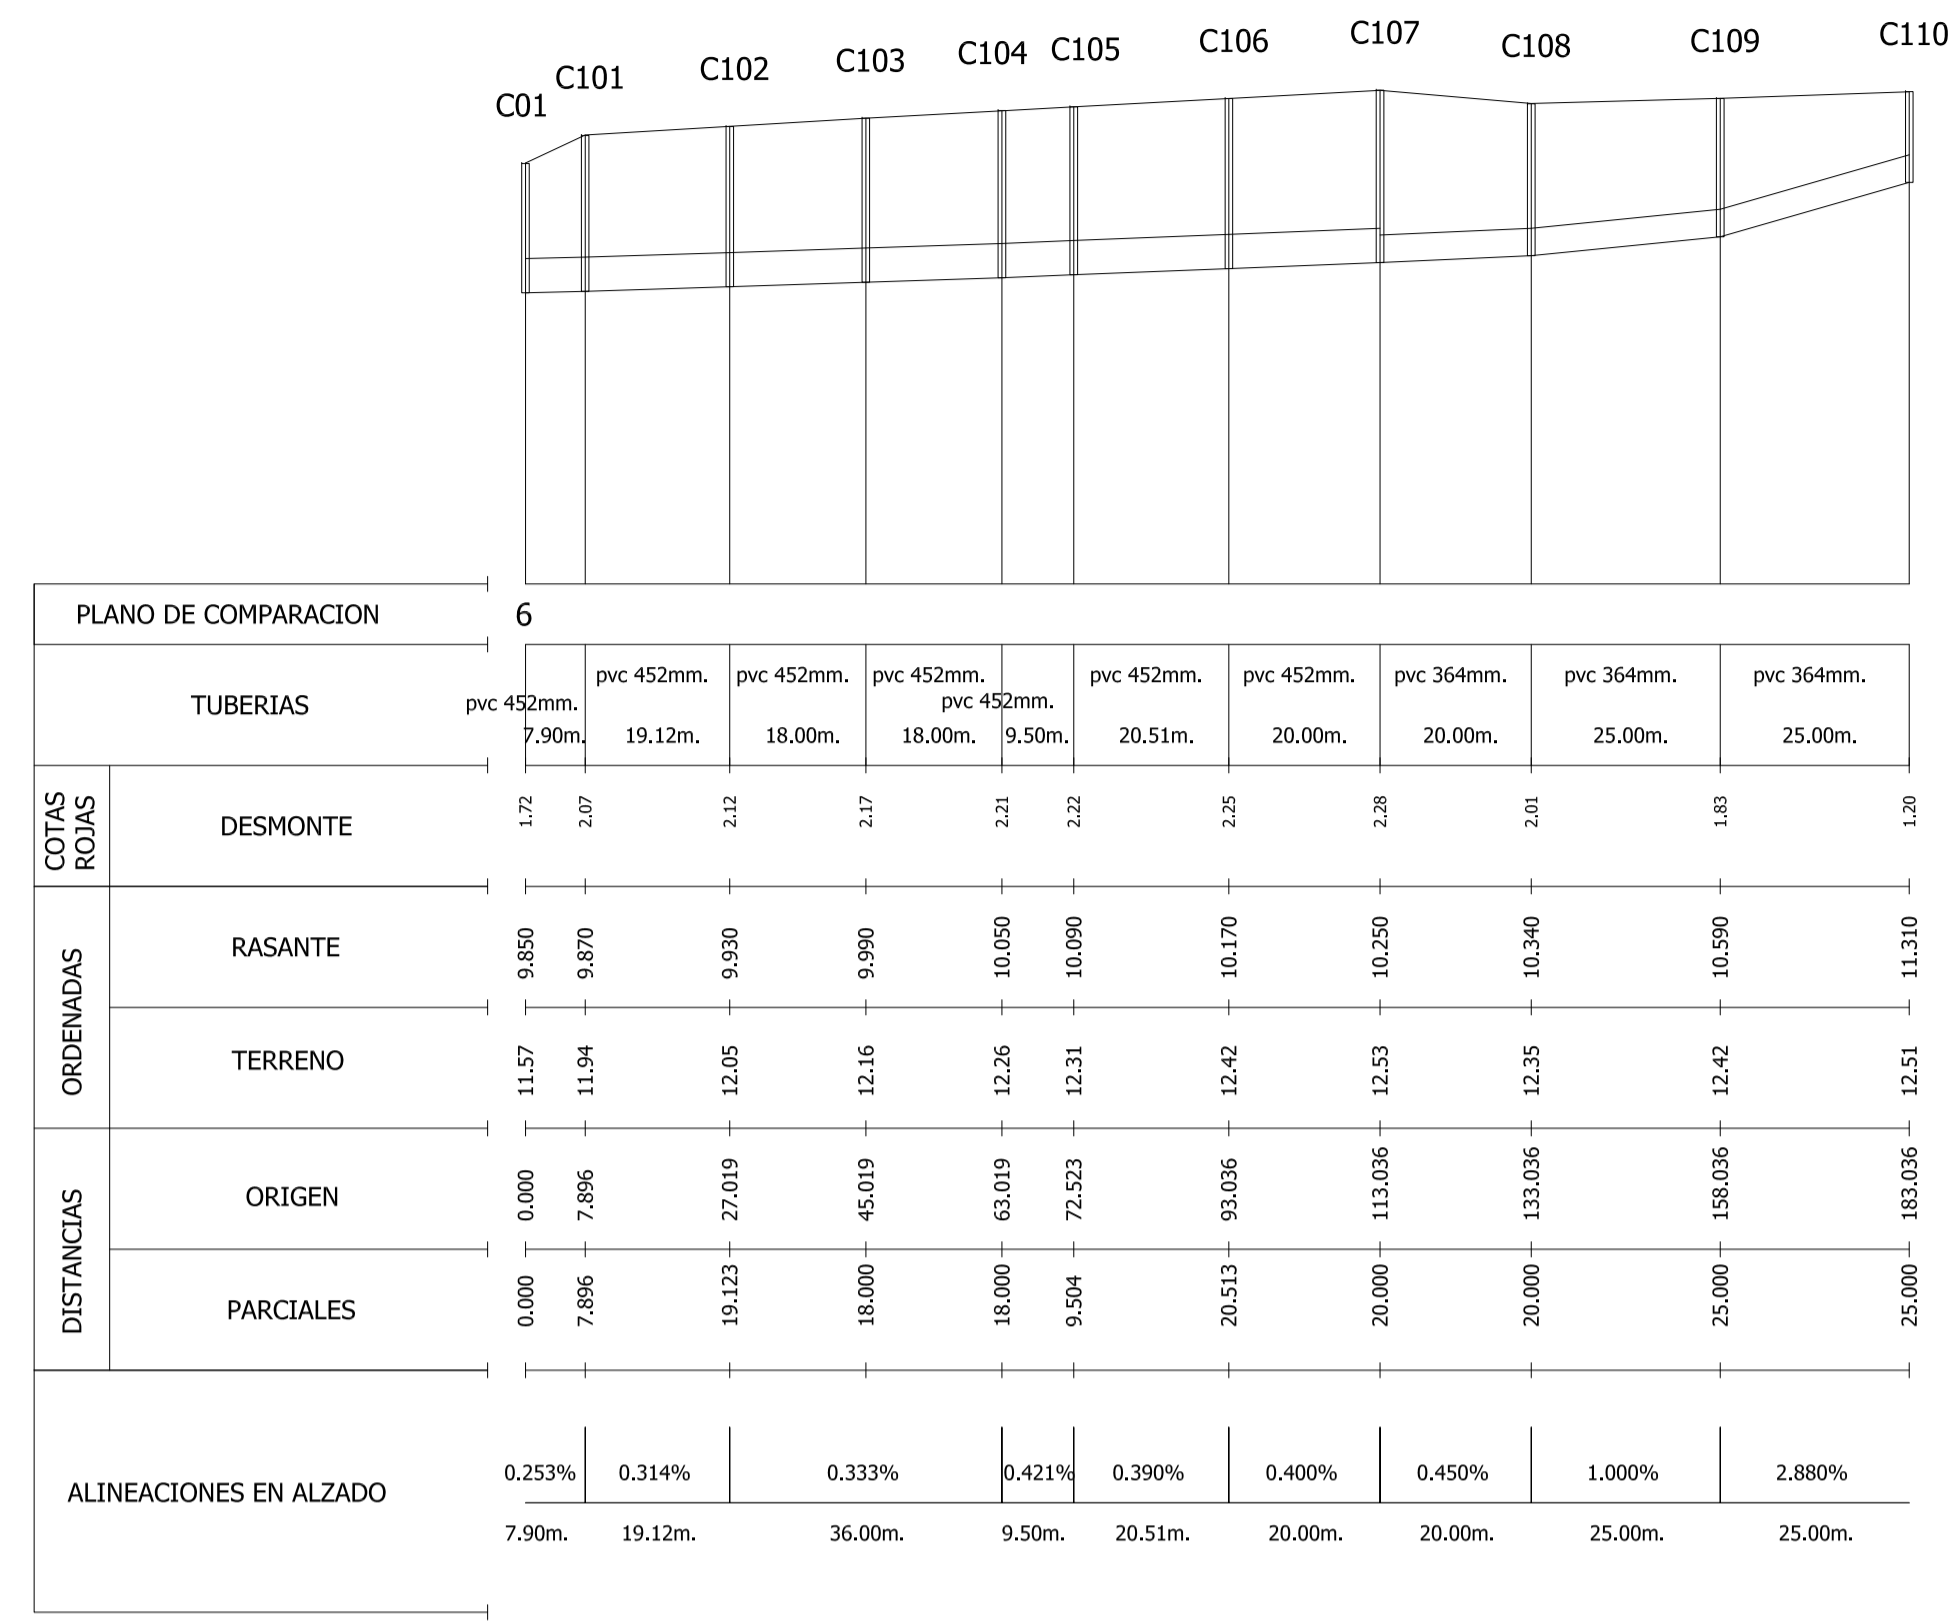 C01 C101 C102 C103 C104 C105 C106 C107 C108 C109 C110
PLANO DE COMPARACION 6
TUBERIAS
pvc 452mm. pvc 452mm. pvc 452mm. pvc 452mm. pvc 452mm. pvc 452mm. pvc 452mm. pvc 364mm. pvc 364mm. pvc 364mm.
7.90m. 19.12m. 18.00m. 18.00m. 9.50m. 20.51m. 20.00m. 20.00m. 25.00m. 25.00m.
COTAS
ROJAS
DESMONTE 1.72 2.07 2.12 2.17 2.21 2.22 2.25 2.28 2.01 1.83 1.20
ORDENADAS
RASANTE 9.850 9.870 9.930 9.990 10.050 10.090 10.170 10.250 10.340 10.590 11.310
TERRENO 11.57 11.94 12.05 12.16 12.26 12.31 12.42 12.53 12.35 12.42 12.51
DISTANCIAS
ORIGEN 0.000 7.896 27.019 45.019 63.019 72.523 93.036 113.036 133.036 158.036 183.036
PARCIALES 0.000 7.896 19.123 18.000 18.000 9.504 20.513 20.000 20.000 25.000 25.000
ALINEACIONES EN ALZADO
0.253% 0.314% 0.333% 0.421% 0.390% 0.400% 0.450% 1.000% 2.880%
7.90m. 19.12m. 36.00m. 9.50m. 20.51m. 20.00m. 20.00m. 25.00m. 25.00m.